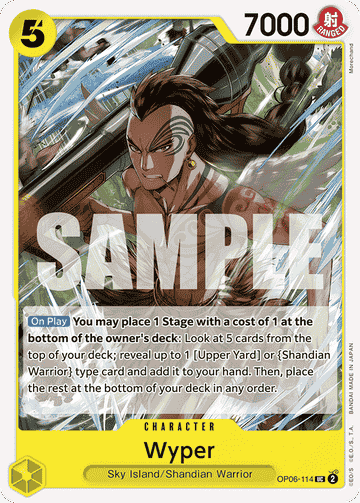 5 7000 射
RANGED
Morechand
SAMPLE
On Play You may place 1 Stage with a cost of 1 at the
bottom of the owner's deck: Look at 5 cards from the
top of your deck; reveal up to 1 [Upper Yard] or {Shandian
Warrior} type card and add it to your hand. Then, place
the rest at the bottom of your deck in any order.
CHARACTER
Wyper
Sky Island/Shandian Warrior
OP06-114 UC 2
©E.O./S. ©E.O./S., T.A. BANDAI MADE IN JAPAN